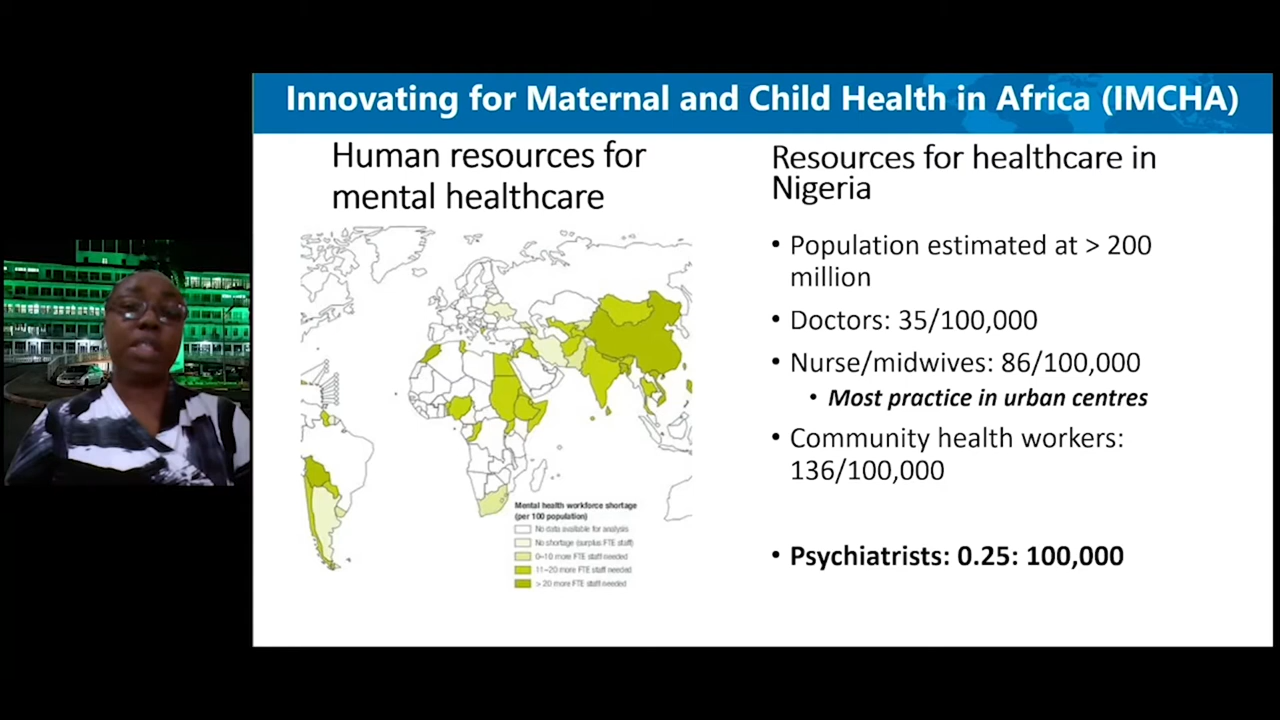 Innovating for Maternal and Child Health in Africa (IMCHA)
Human resources for
mental healthcare
Mental health workforce shortage
(per 100 population)
No data available for analysis
No shortage (surplus FTE staff)
0–10 more FTE staff needed
11–20 more FTE staff needed
> 20 more FTE staff needed
Resources for healthcare in
Nigeria
• Population estimated at > 200
million
• Doctors: 35/100,000
• Nurse/midwives: 86/100,000
• Most practice in urban centres
• Community health workers:
136/100,000
• Psychiatrists: 0.25: 100,000